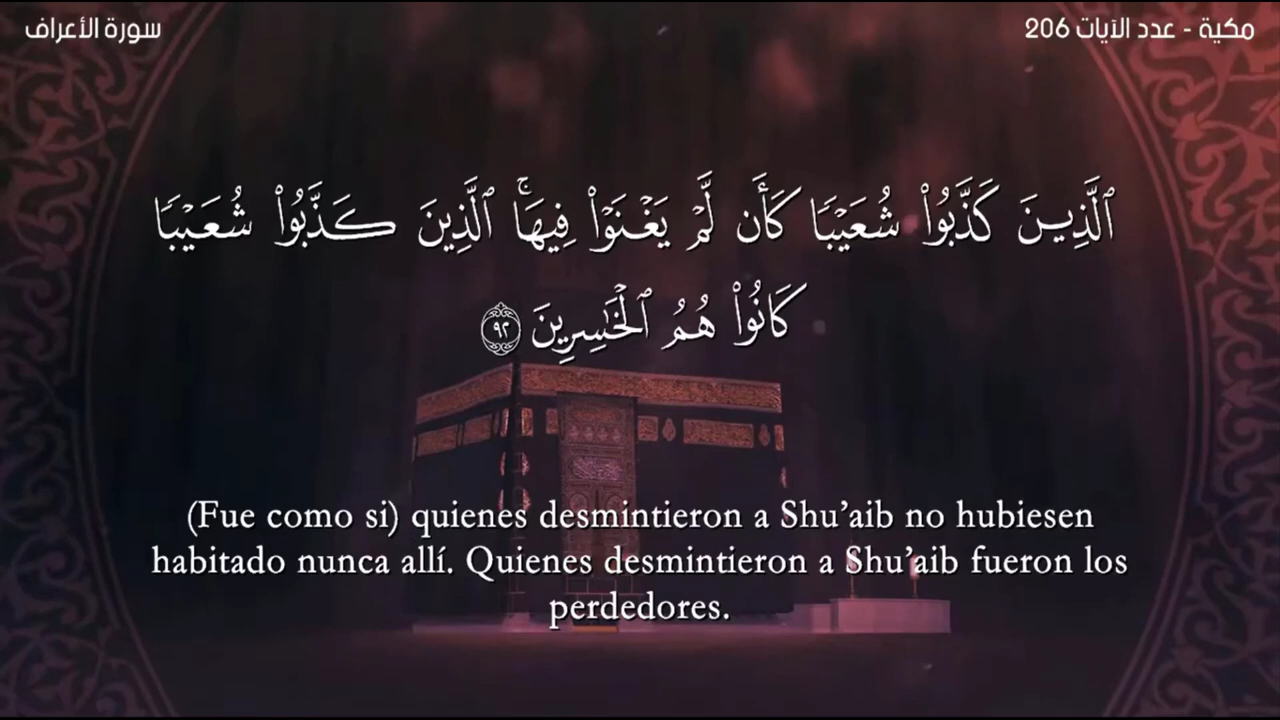 سورة الأعراف
مكية - عدد الآيات 206
ٱلَّذِينَ كَذَّبُوا۟ شُعَيْبًا كَأَن لَّمْ يَغْنَوْا۟ فِيهَا ۚ ٱلَّذِينَ كَذَّبُوا۟ شُعَيْبًا
كَانُوا۟ هُمُ ٱلْخَـٰسِرِينَ ٩٢
(Fue como si) quienes desmintieron a Shu’aib no hubiesen
habitado nunca allí. Quienes desmintieron a Shu’aib fueron los
perdedores.